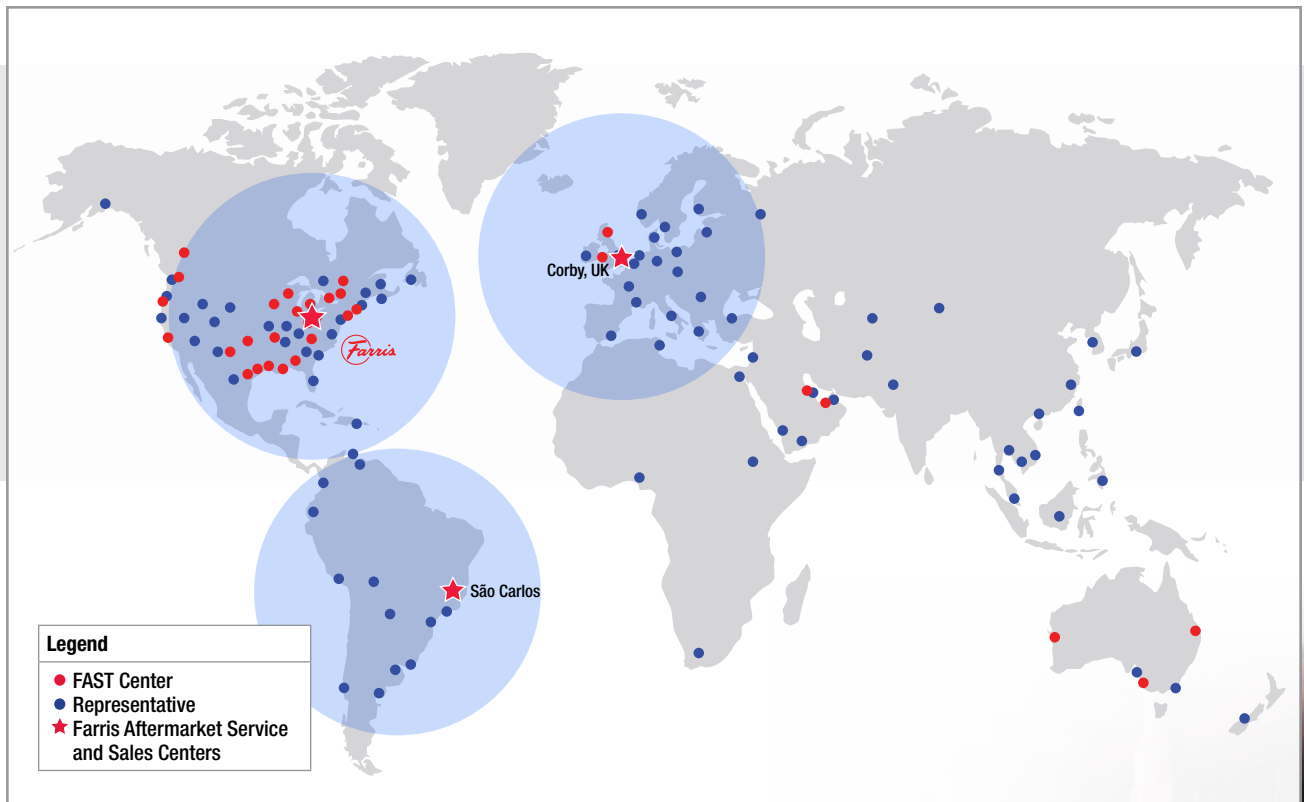 Corby, UK
Farris
São Carlos
Legend
FAST Center
Representative
Farris Aftermarket Service
and Sales Centers